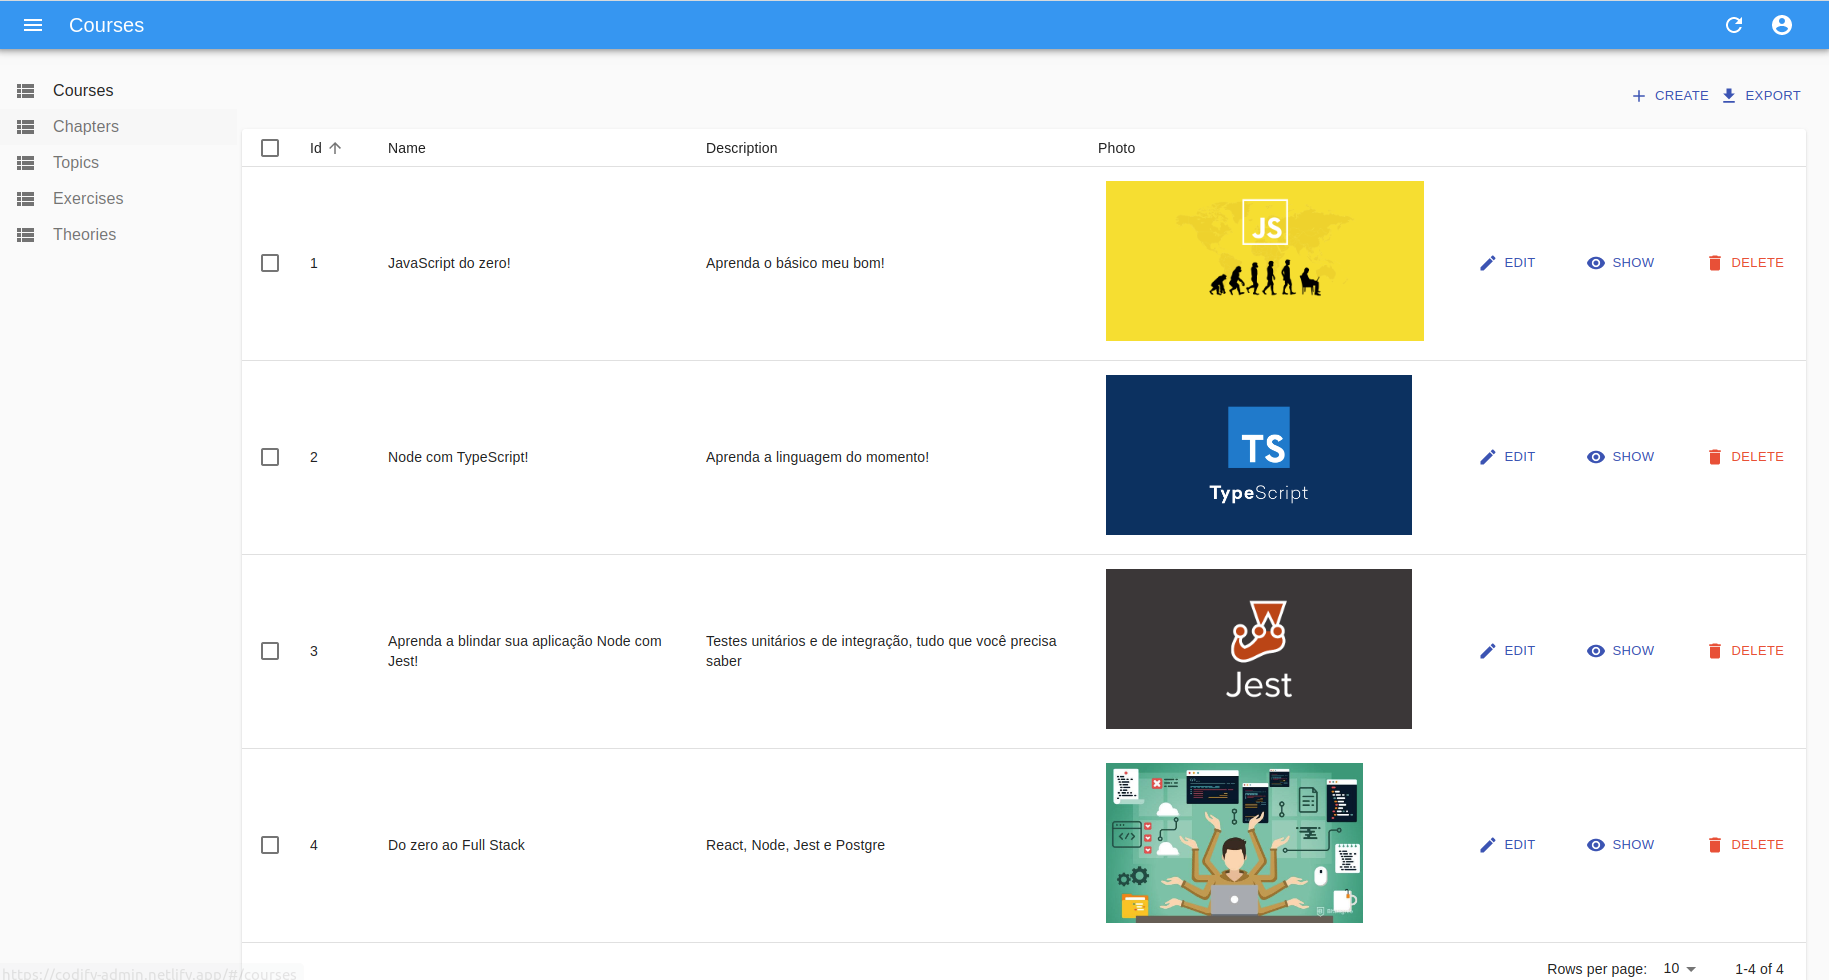 Courses
Courses
Chapters
Topics
Exercises
Theories
CREATE EXPORT
Id Name Description Photo
JS
1 JavaScript do zero! Aprenda o básico meu bom! EDIT SHOW DELETE
TS
2 Node com TypeScript! Aprenda a linguagem do momento! EDIT SHOW DELETE
TypeScript
3 Aprenda a blindar sua aplicação Node com Jest! Testes unitários e de integração, tudo que você precisa saber EDIT SHOW DELETE
Jest
4 Do zero ao Full Stack React, Node, Jest e Postgre EDIT SHOW DELETE
Rows per page: 10 1-4 of 4
https://codify-admin.netlify.app/#/courses